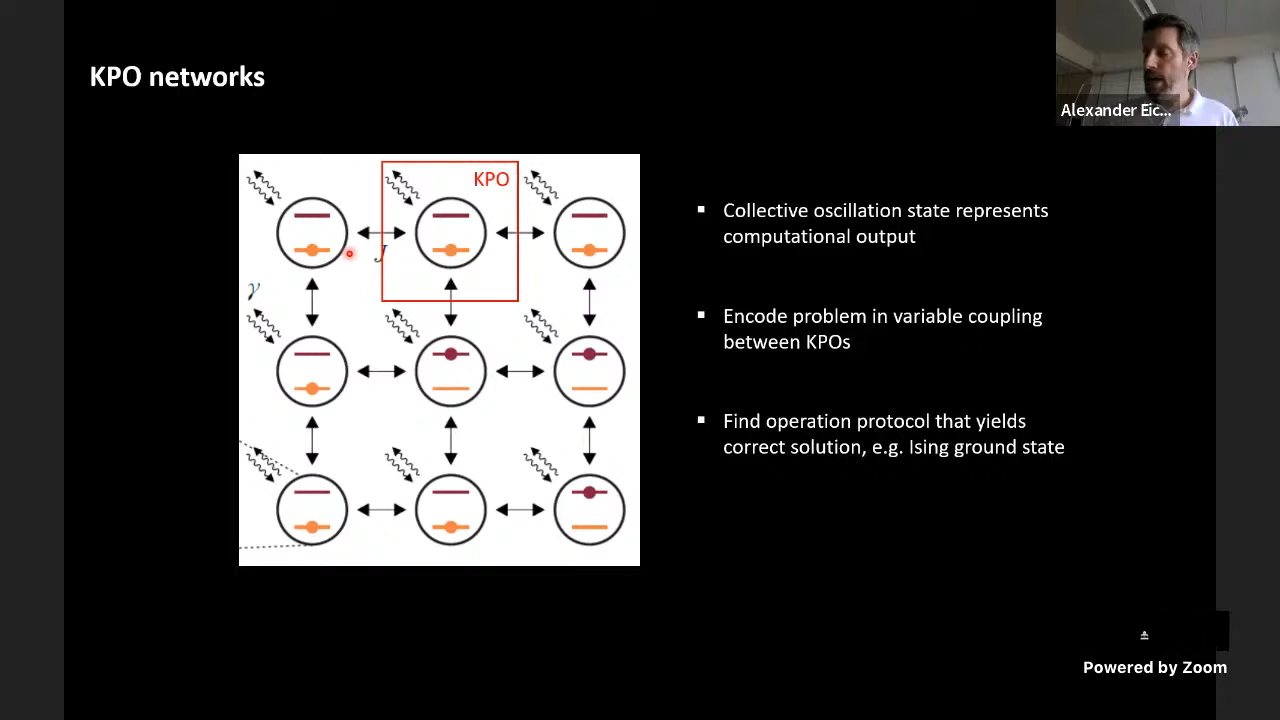 KPO networks
Alexander Eic...
KPO
J
γ
▪ Collective oscillation state represents
computational output
▪ Encode problem in variable coupling
between KPOs
▪ Find operation protocol that yields
correct solution, e.g. Ising ground state
Powered by Zoom